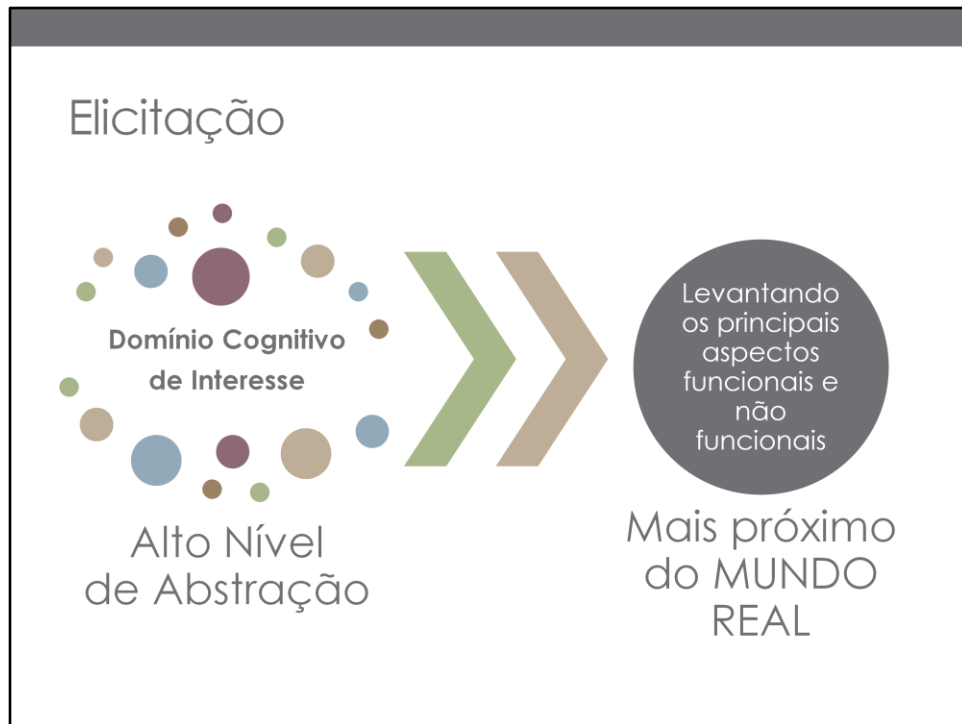 Elicitação
Domínio Cognitivo
de Interesse
Alto Nível
de Abstração
Levantando
os principais
aspectos
funcionais e
não
funcionais
Mais próximo
do MUNDO
REAL